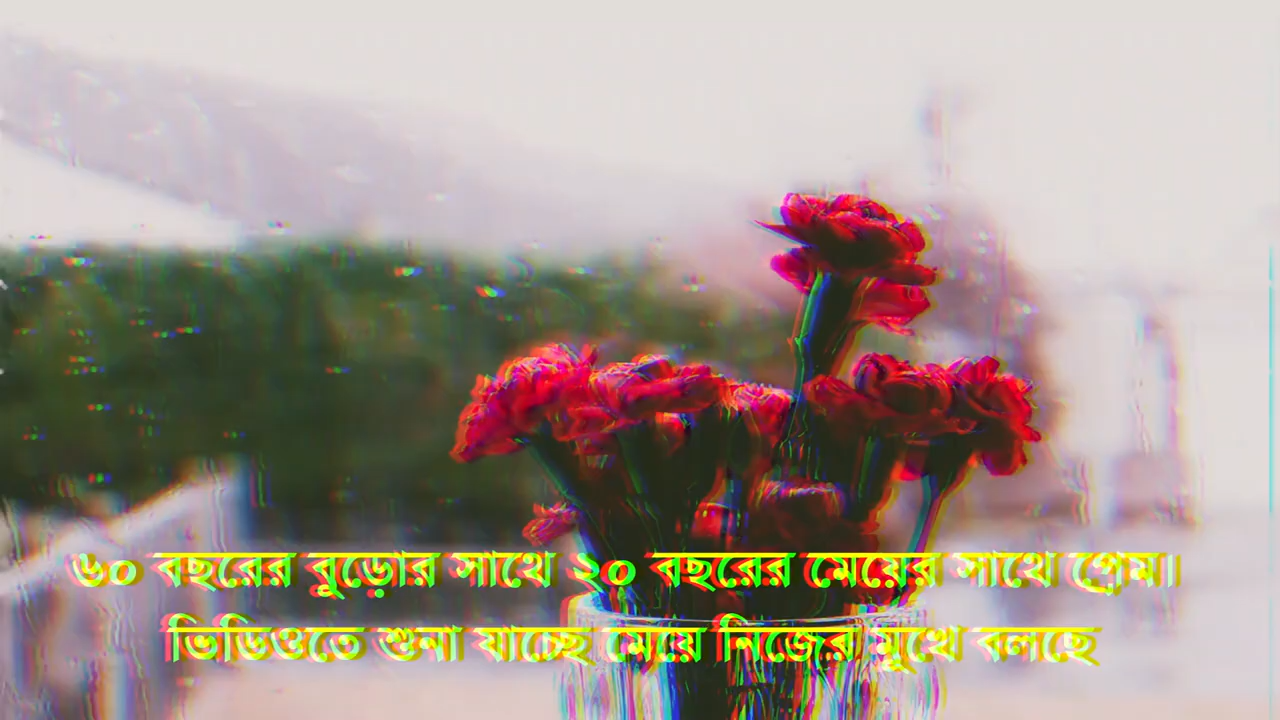 ৬০ বছরের বুড়োর সাথে ২০ বছরের মেয়ের সাথে প্রেম।
ভিডিওতে শুনা যাচ্ছে মেয়ে নিজের মুখে বলছে